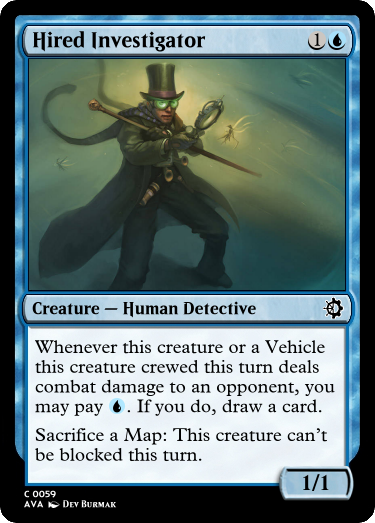 Hired Investigator 1
Creature — Human Detective
Whenever this creature or a Vehicle
this creature crewed this turn deals
combat damage to an opponent, you
may pay . If you do, draw a card.
Sacrifice a Map: This creature can't
be blocked this turn.
1/1
C 0059
AVA Dev Burmak